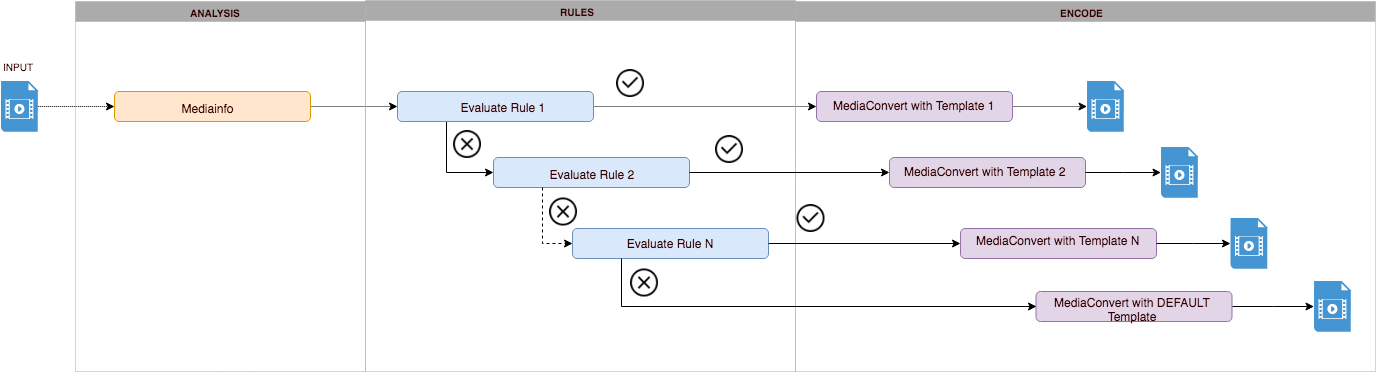 ANALYSIS
RULES
ENCODE
INPUT
Mediainfo
Evaluate Rule 1
MediaConvert with Template 1
Evaluate Rule 2
MediaConvert with Template 2
Evaluate Rule N
MediaConvert with Template N
MediaConvert with DEFAULT
Template